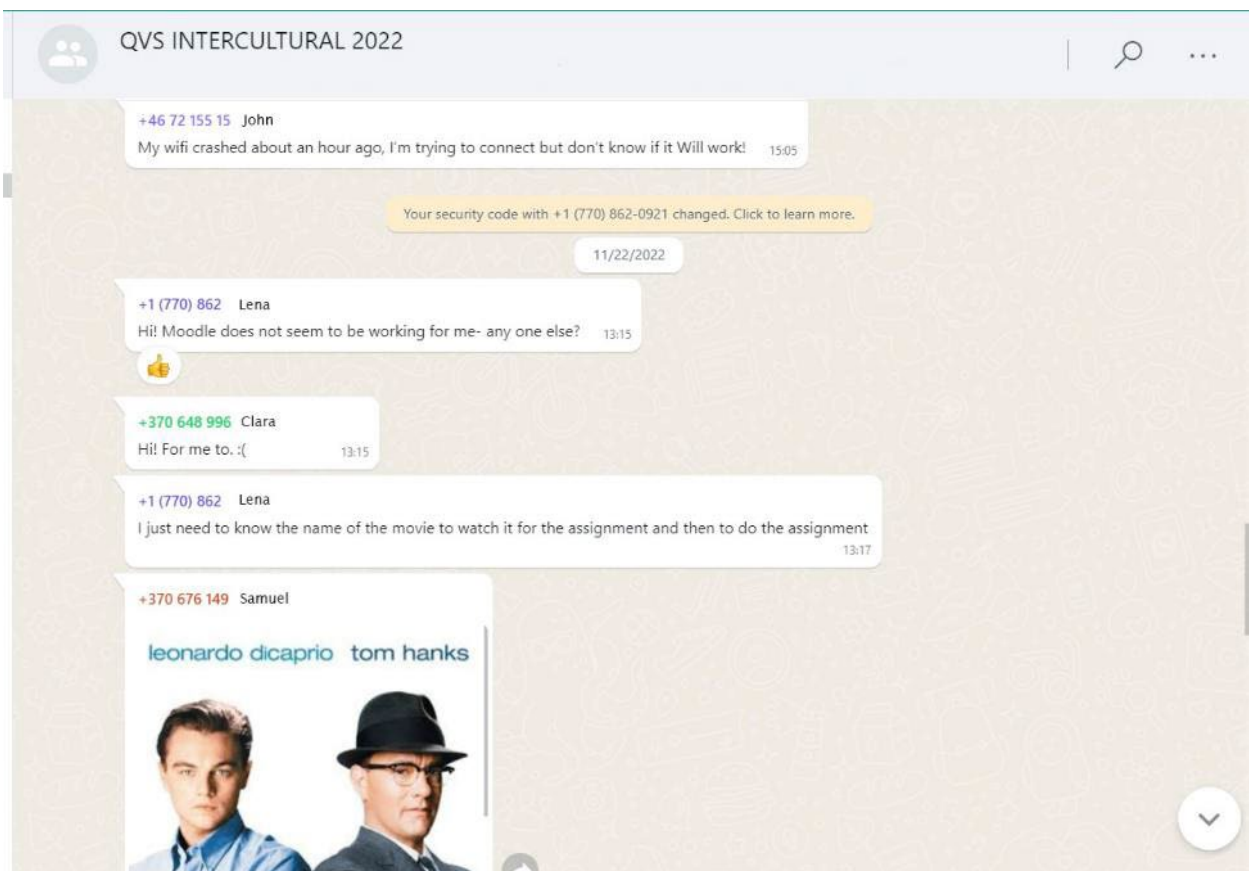 QVS INTERCULTURAL 2022
+46 72 155 15 John
My wifi crashed about an hour ago, I'm trying to connect but don't know if it Will work! 15:05
Your security code with +1 (770) 862-0921 changed. Click to learn more.
11/22/2022
+1 (770) 862 Lena
Hi! Moodle does not seem to be working for me- any one else? 13:15
+370 648 996 Clara
Hi! For me to. :( 13:15
+1 (770) 862 Lena
I just need to know the name of the movie to watch it for the assignment and then to do the assignment
13:17
+370 676 149 Samuel
leonardo dicaprio tom hanks